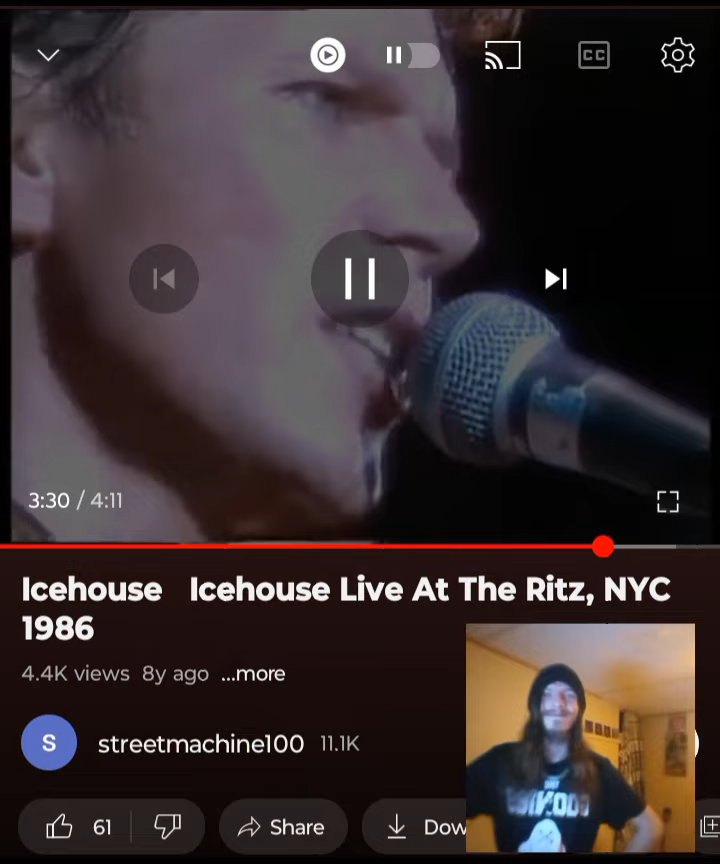 CC
3:30 / 4:11
Icehouse Icehouse Live At The Ritz, NYC
1986
4.4K views 8y ago ...more
S streetmachine100 11.1K
61 Share Dow